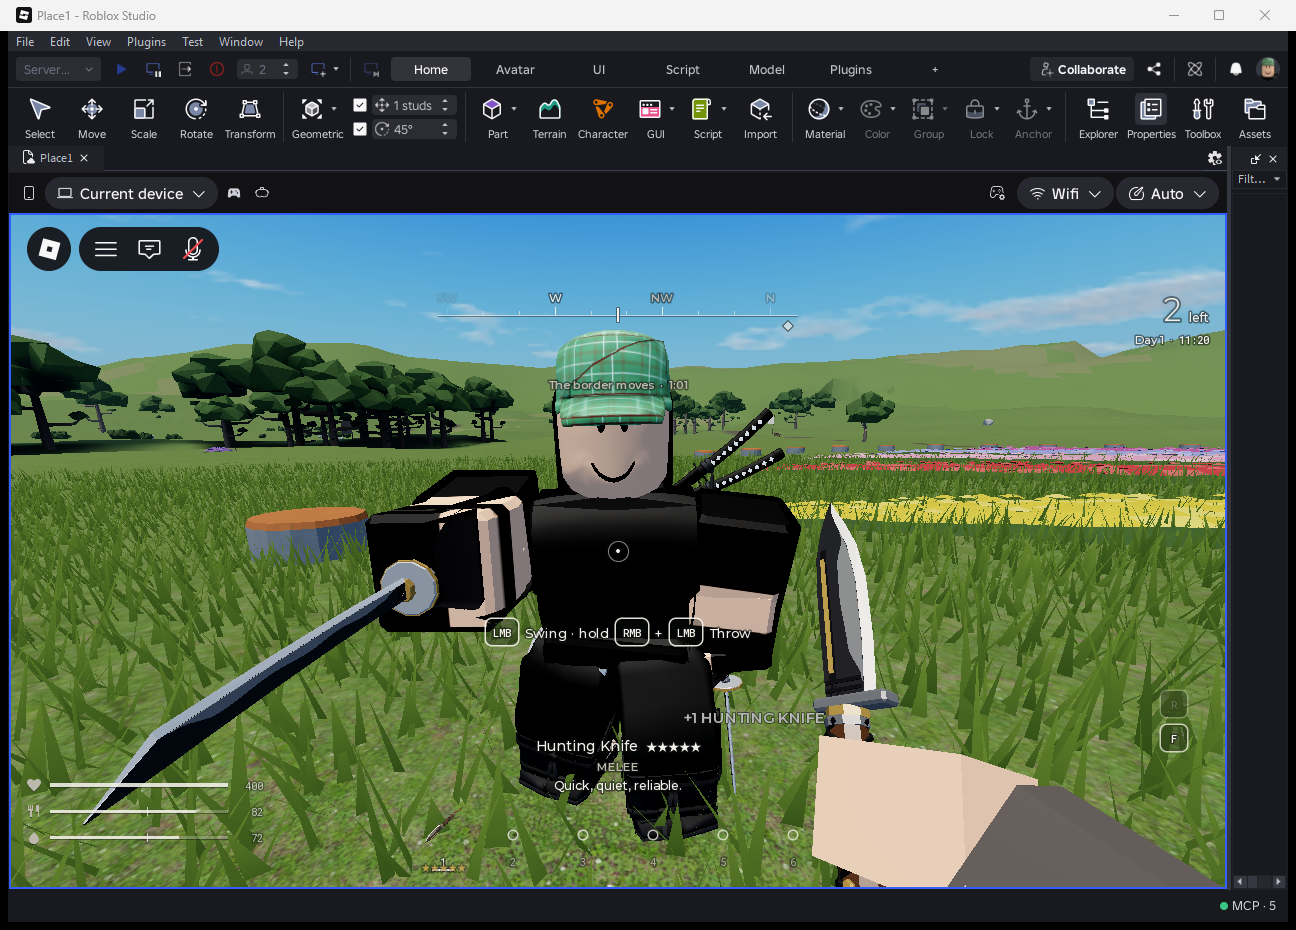 Place1 - Roblox Studio
File Edit View Plugins Test Window Help
Server... 2 Home Avatar UI Script Model Plugins + Collaborate
1 studs
45°
Select Move Scale Rotate Transform Geometric Part Terrain Character GUI Script Import Material Color Group Lock Anchor Explorer Properties Toolbox Assets
Place1
Filt...
Current device Wifi Auto
SW W NW N
2 left
Day 1 · 11:20
The border moves · 1:01
LMB Swing · hold RMB + LMB Throw
R
+1 HUNTING KNIFE
F
Hunting Knife ★★★★★
MELEE
Quick, quiet, reliable.
400
82
72
1 2 3 4 5 6
MCP · 5